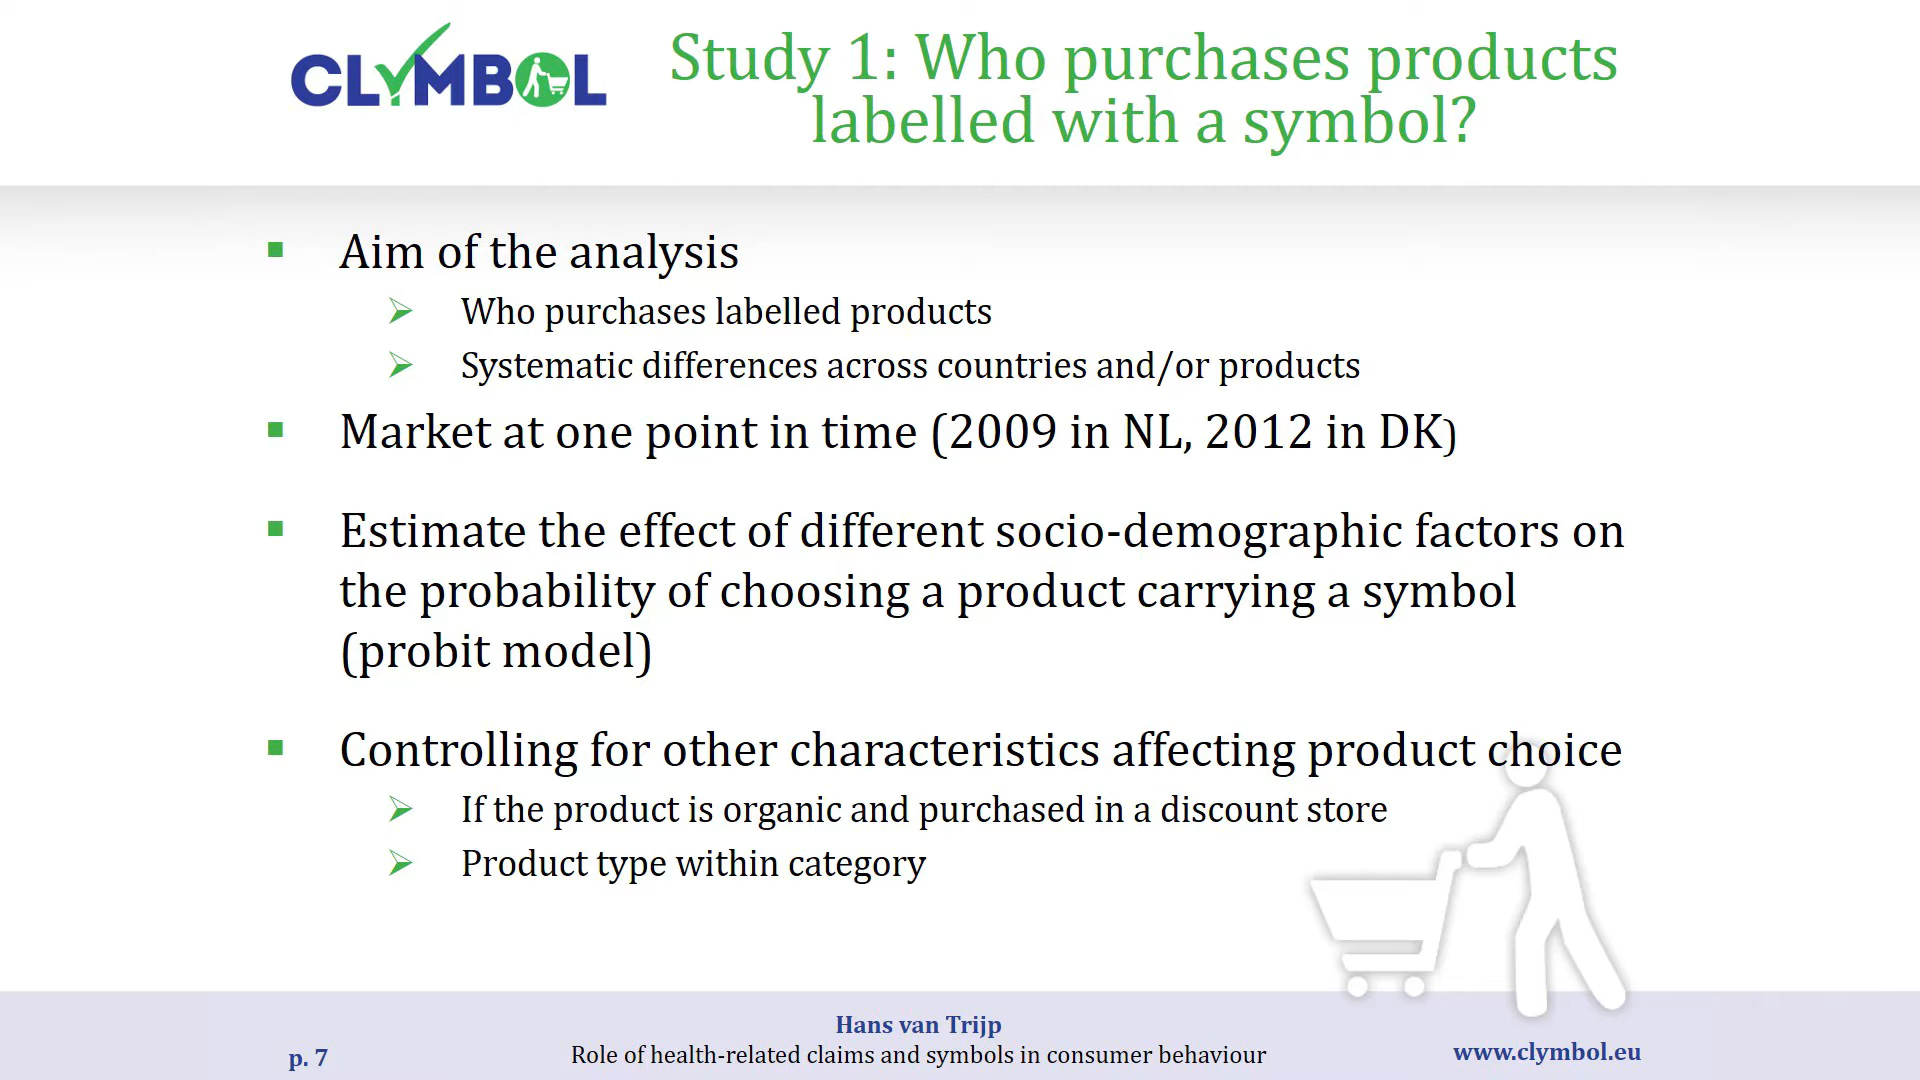 CLYMBOL
Study 1: Who purchases products
labelled with a symbol?
Aim of the analysis
Who purchases labelled products
Systematic differences across countries and/or products
Market at one point in time (2009 in NL, 2012 in DK)
Estimate the effect of different socio-demographic factors on
the probability of choosing a product carrying a symbol
(probit model)
Controlling for other characteristics affecting product choice
If the product is organic and purchased in a discount store
Product type within category
p. 7
Hans van Trijp
Role of health-related claims and symbols in consumer behaviour
www.clymbol.eu